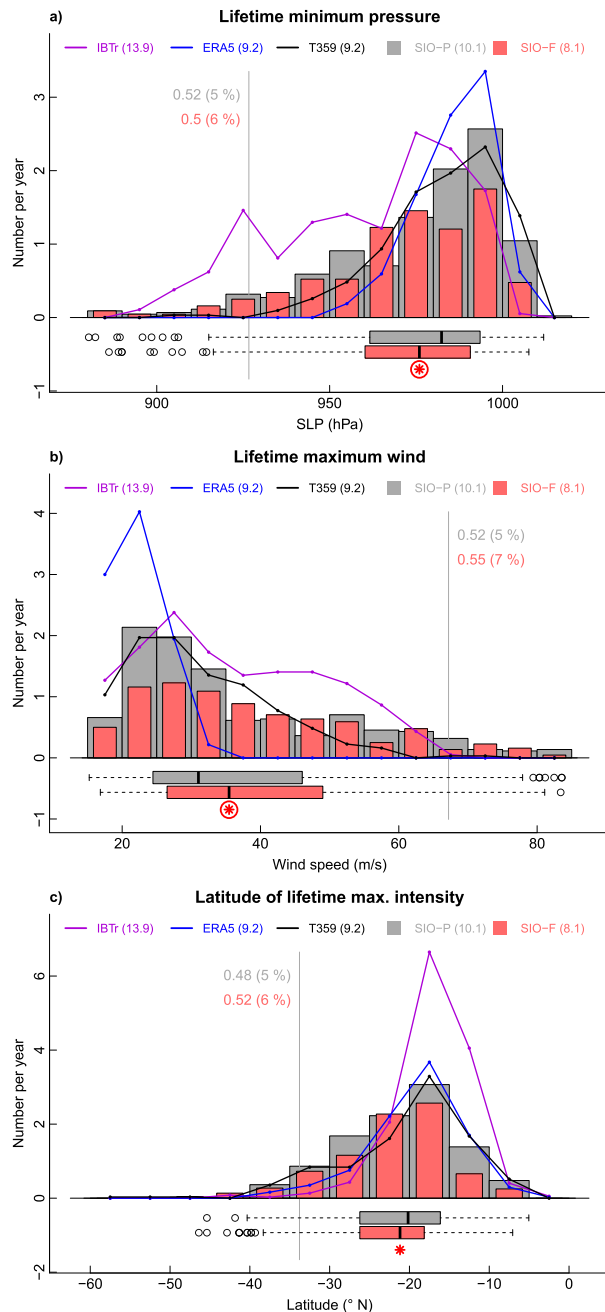 a)
Lifetime minimum pressure
IBTr (13.9) ERA5 (9.2) T359 (9.2) SIO−P (10.1) SIO−F (8.1)
0.52 (5 %)
0.5 (6 %)
Number per year
3
2
1
0
−1
900 950 1000
SLP (hPa)
b)
Lifetime maximum wind
IBTr (13.9) ERA5 (9.2) T359 (9.2) SIO−P (10.1) SIO−F (8.1)
0.52 (5 %)
0.55 (7 %)
Number per year
4
3
2
1
0
−1
20 40 60 80
Wind speed (m/s)
c)
Latitude of lifetime max. intensity
IBTr (13.9) ERA5 (9.2) T359 (9.2) SIO−P (10.1) SIO−F (8.1)
0.48 (5 %)
0.52 (6 %)
Number per year
6
4
2
0
−2
−60 −50 −40 −30 −20 −10 0
Latitude (° N)